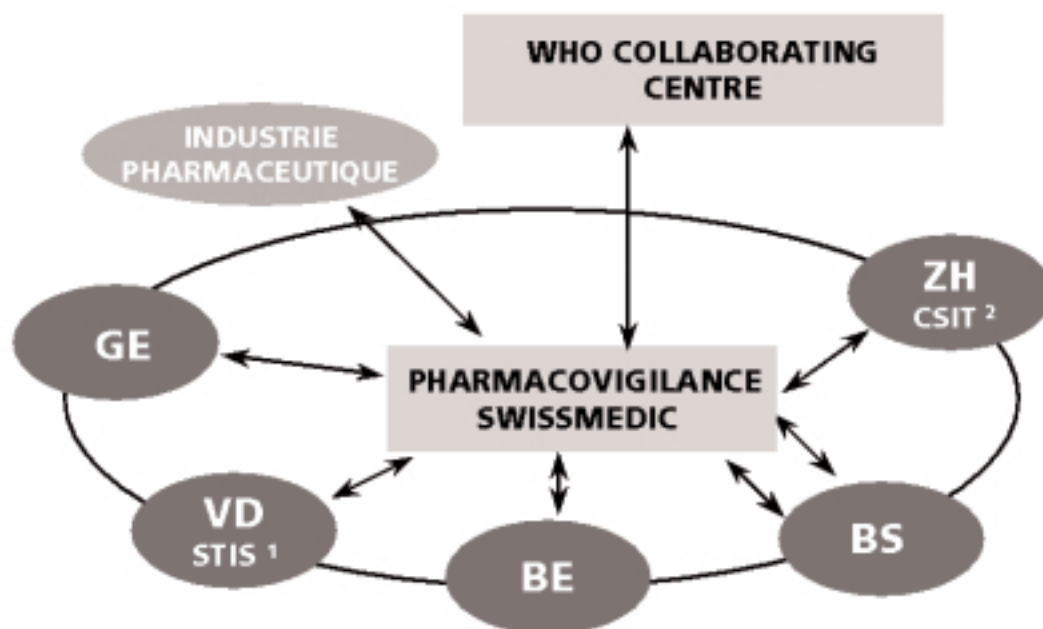 WHO COLLABORATING
CENTRE
INDUSTRIE
PHARMACEUTIQUE
ZH
CSIT ²
GE
PHARMACOVIGILANCE
SWISSMEDIC
VD
STIS ¹
BE
BS